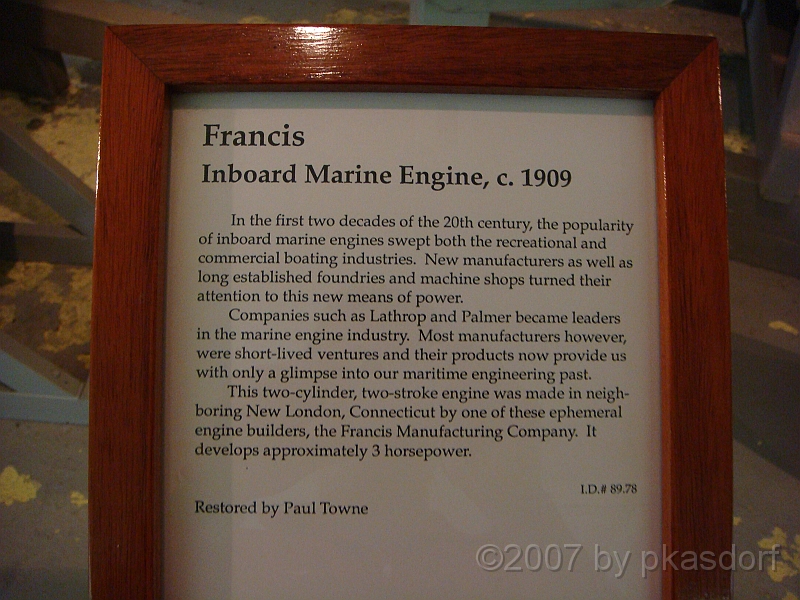 Francis
Inboard Marine Engine, c. 1909
In the first two decades of the 20th century, the popularity
of inboard marine engines swept both the recreational and
commercial boating industries. New manufacturers as well as
long established foundries and machine shops turned their
attention to this new means of power.
Companies such as Lathrop and Palmer became leaders
in the marine engine industry. Most manufacturers however,
were short-lived ventures and their products now provide us
with only a glimpse into our maritime engineering past.
This two-cylinder, two-stroke engine was made in neigh-
boring New London, Connecticut by one of these ephemeral
engine builders, the Francis Manufacturing Company. It
develops approximately 3 horsepower.
I.D.# 89.78
Restored by Paul Towne
©2007 by pkasdorf